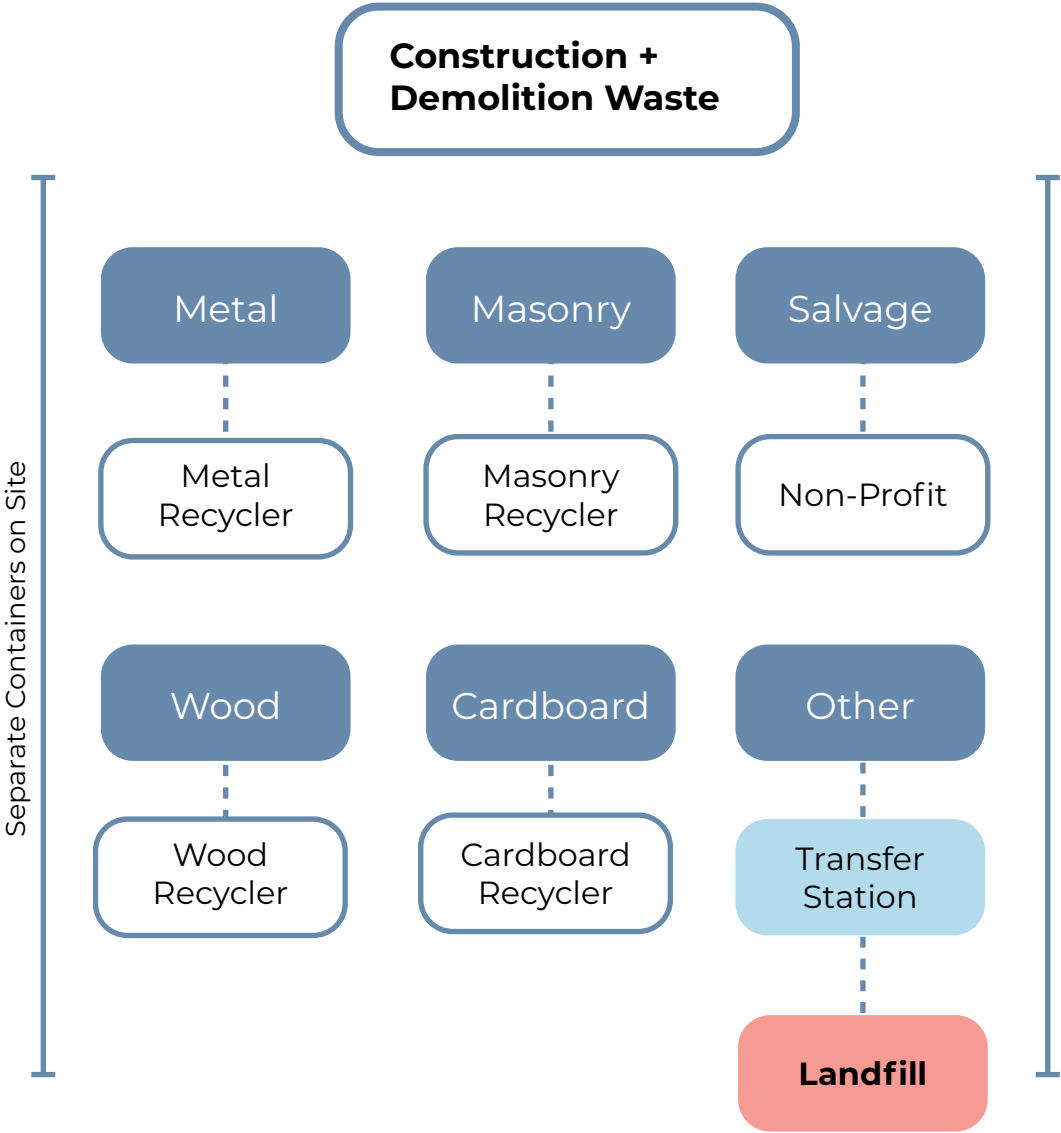 Construction +
Demolition Waste
Separate Containers on Site
Metal
Masonry
Salvage
Metal
Recycler
Masonry
Recycler
Non-Profit
Wood
Cardboard
Other
Wood
Recycler
Cardboard
Recycler
Transfer
Station
Landfill